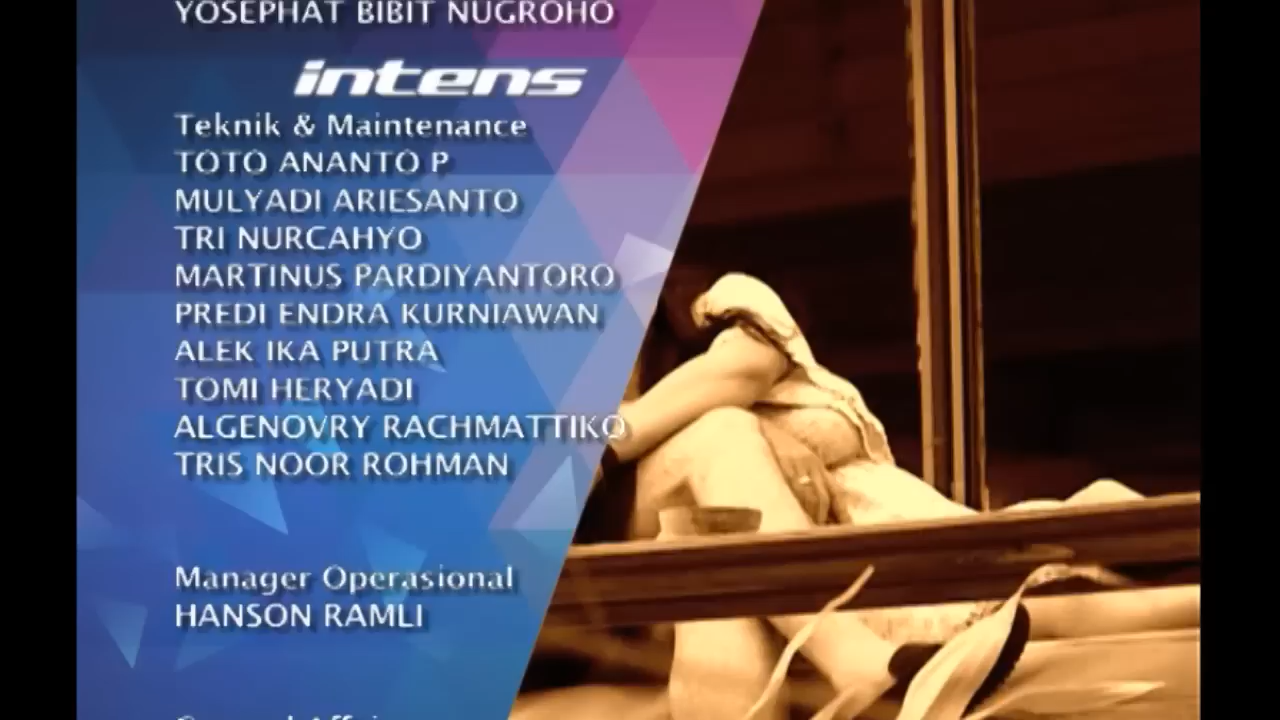 YOSEPHAT BIBIT NUGROHO
intens
Teknik & Maintenance
TOTO ANANTO P
MULYADI ARIESANTO
TRI NURCAHYO
MARTINUS PARDIYANTORO
PREDI ENDRA KURNIAWAN
ALEK IKA PUTRA
TOMI HERYADI
ALGENOVRY RACHMATTIKO
TRIS NOOR ROHMAN
Manager Operasional
HANSON RAMLI